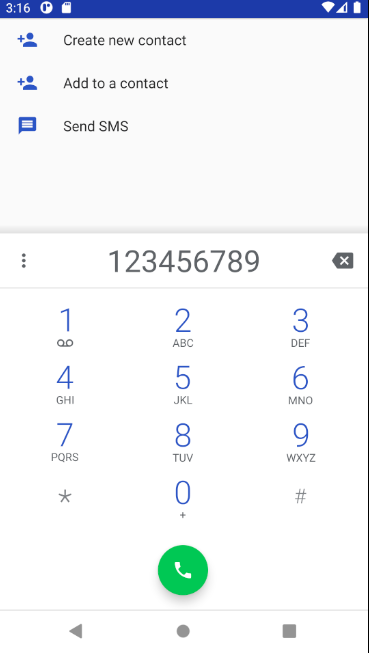 3:16
Create new contact
Add to a contact
Send SMS
123456789
1 2 3
ABC DEF
4 5 6
GHI JKL MNO
7 8 9
PQRS TUV WXYZ
* 0 #
+